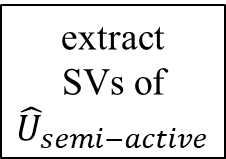 extract
SVs of
Û_{semi−active}